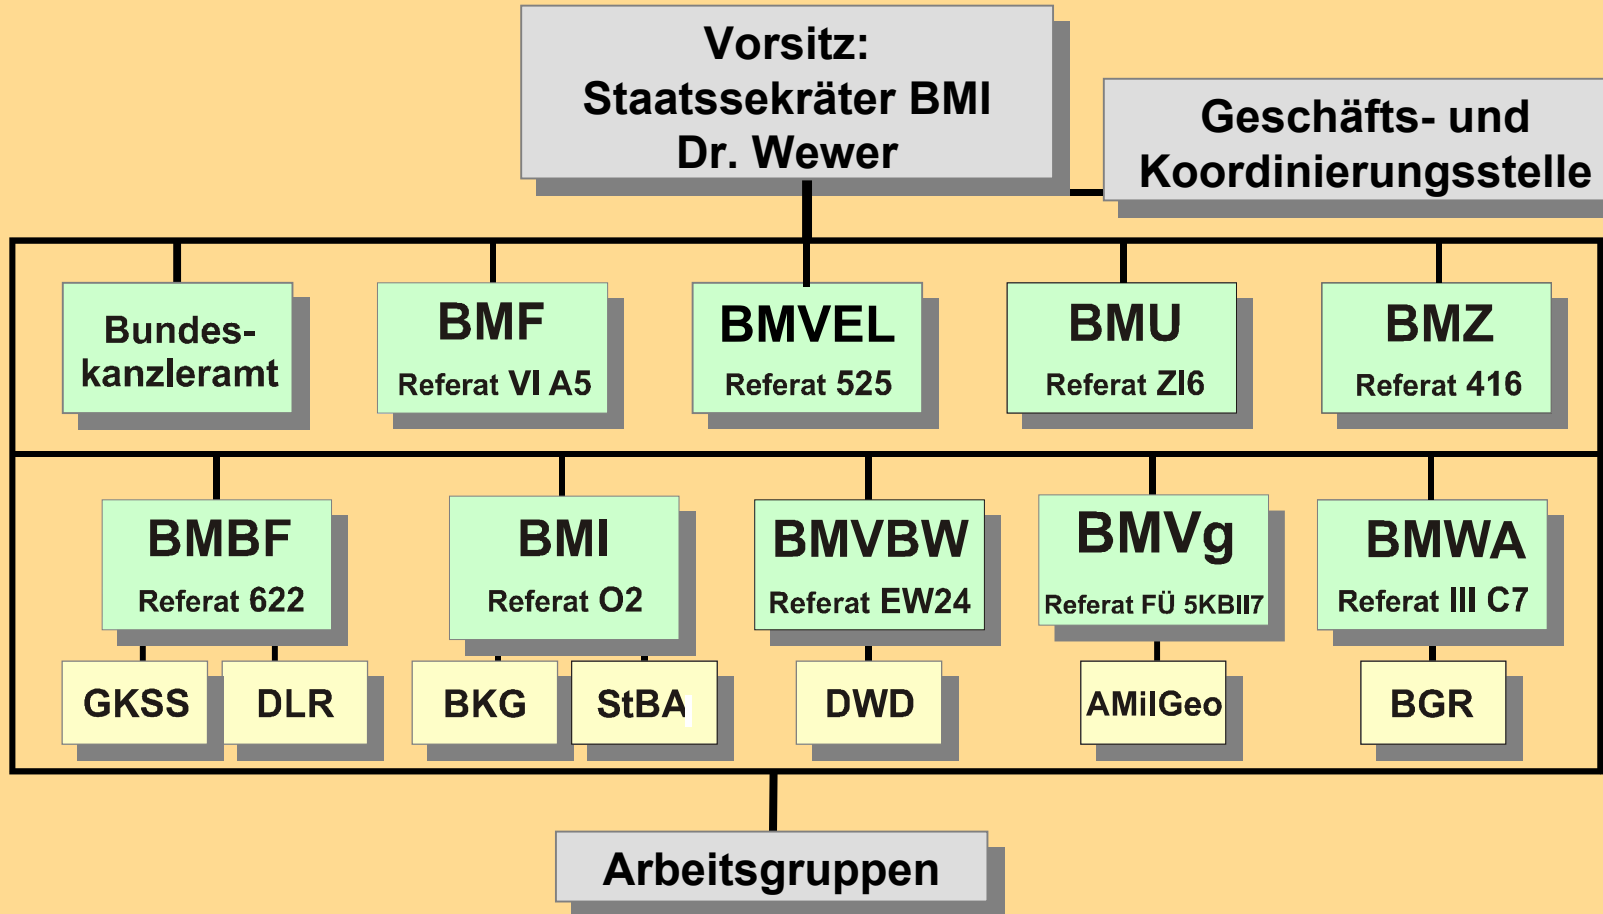 Vorsitz:
Staatssekräter BMI
Dr. Wewer
Geschäfts- und
Koordinierungsstelle
Bundes-
kanzleramt
BMF
Referat VI A5
BMVEL
Referat 525
BMU
Referat ZI6
BMZ
Referat 416
BMBF
Referat 622
BMI
Referat O2
BMVBW
Referat EW24
BMVg
Referat FÜ 5KBII7
BMWA
Referat III C7
GKSS
DLR
BKG
StBA
DWD
AMilGeo
BGR
Arbeitsgruppen